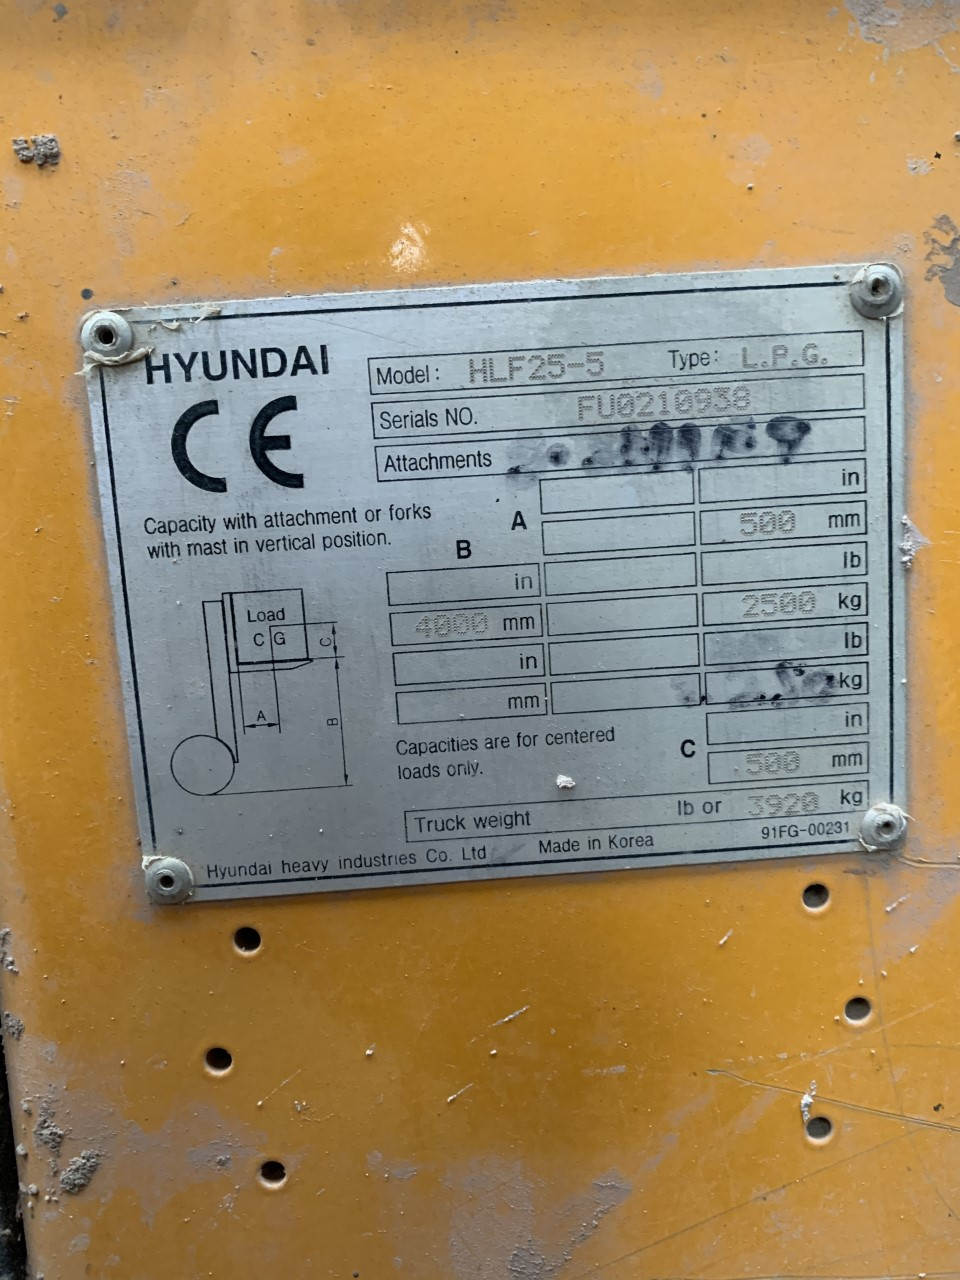 HYUNDAI
Model: HLF25-5 Type: L.P.G.
CE
Serials NO. FU0210938
Attachments
Capacity with attachment or forks
with mast in vertical position.
A in
500 mm
B lb
in
2500 kg
4000 mm
lb
in
kg
mm
Load
C G
C
A
B
Capacities are for centered
loads only.
C in
500 mm
Truck weight lb or 3920 kg
Hyundai heavy industries Co. Ltd Made in Korea 91FG-00231